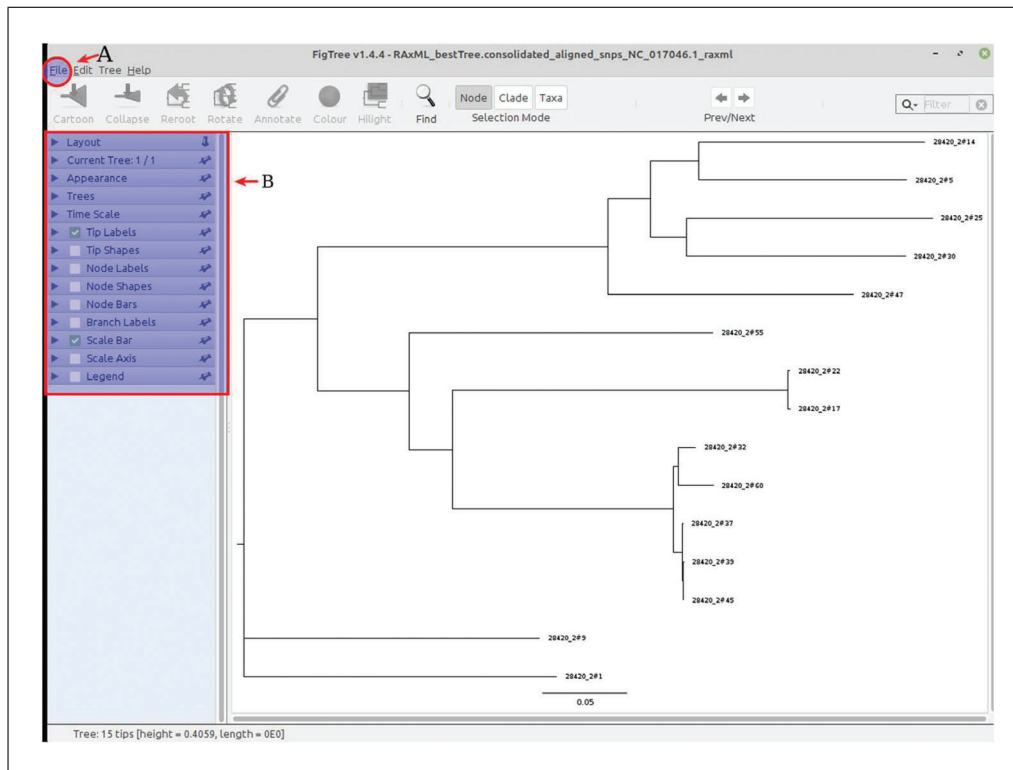 A
FigTree v1.4.4 - RAxML_bestTree.consolidated_aligned_snps_NC_017046.1_raxml
File Edit Tree Help
Cartoon Collapse Reroot Rotate Annotate Colour Hilight Find
Node Clade Taxa
Selection Mode
Prev/Next
Filter
Layout
Current Tree: 1 / 1
Appearance
Trees
Time Scale
Tip Labels
Tip Shapes
Node Labels
Node Shapes
Node Bars
Branch Labels
Scale Bar
Scale Axis
Legend
B
28420_2#14
28420_2#5
28420_2#25
28420_2#30
28420_2#47
28420_2#55
28420_2#22
28420_2#17
28420_2#32
28420_2#60
28420_2#37
28420_2#39
28420_2#45
28420_2#9
28420_2#1
0.05
Tree: 15 tips [height = 0.4059, length = 0E0]